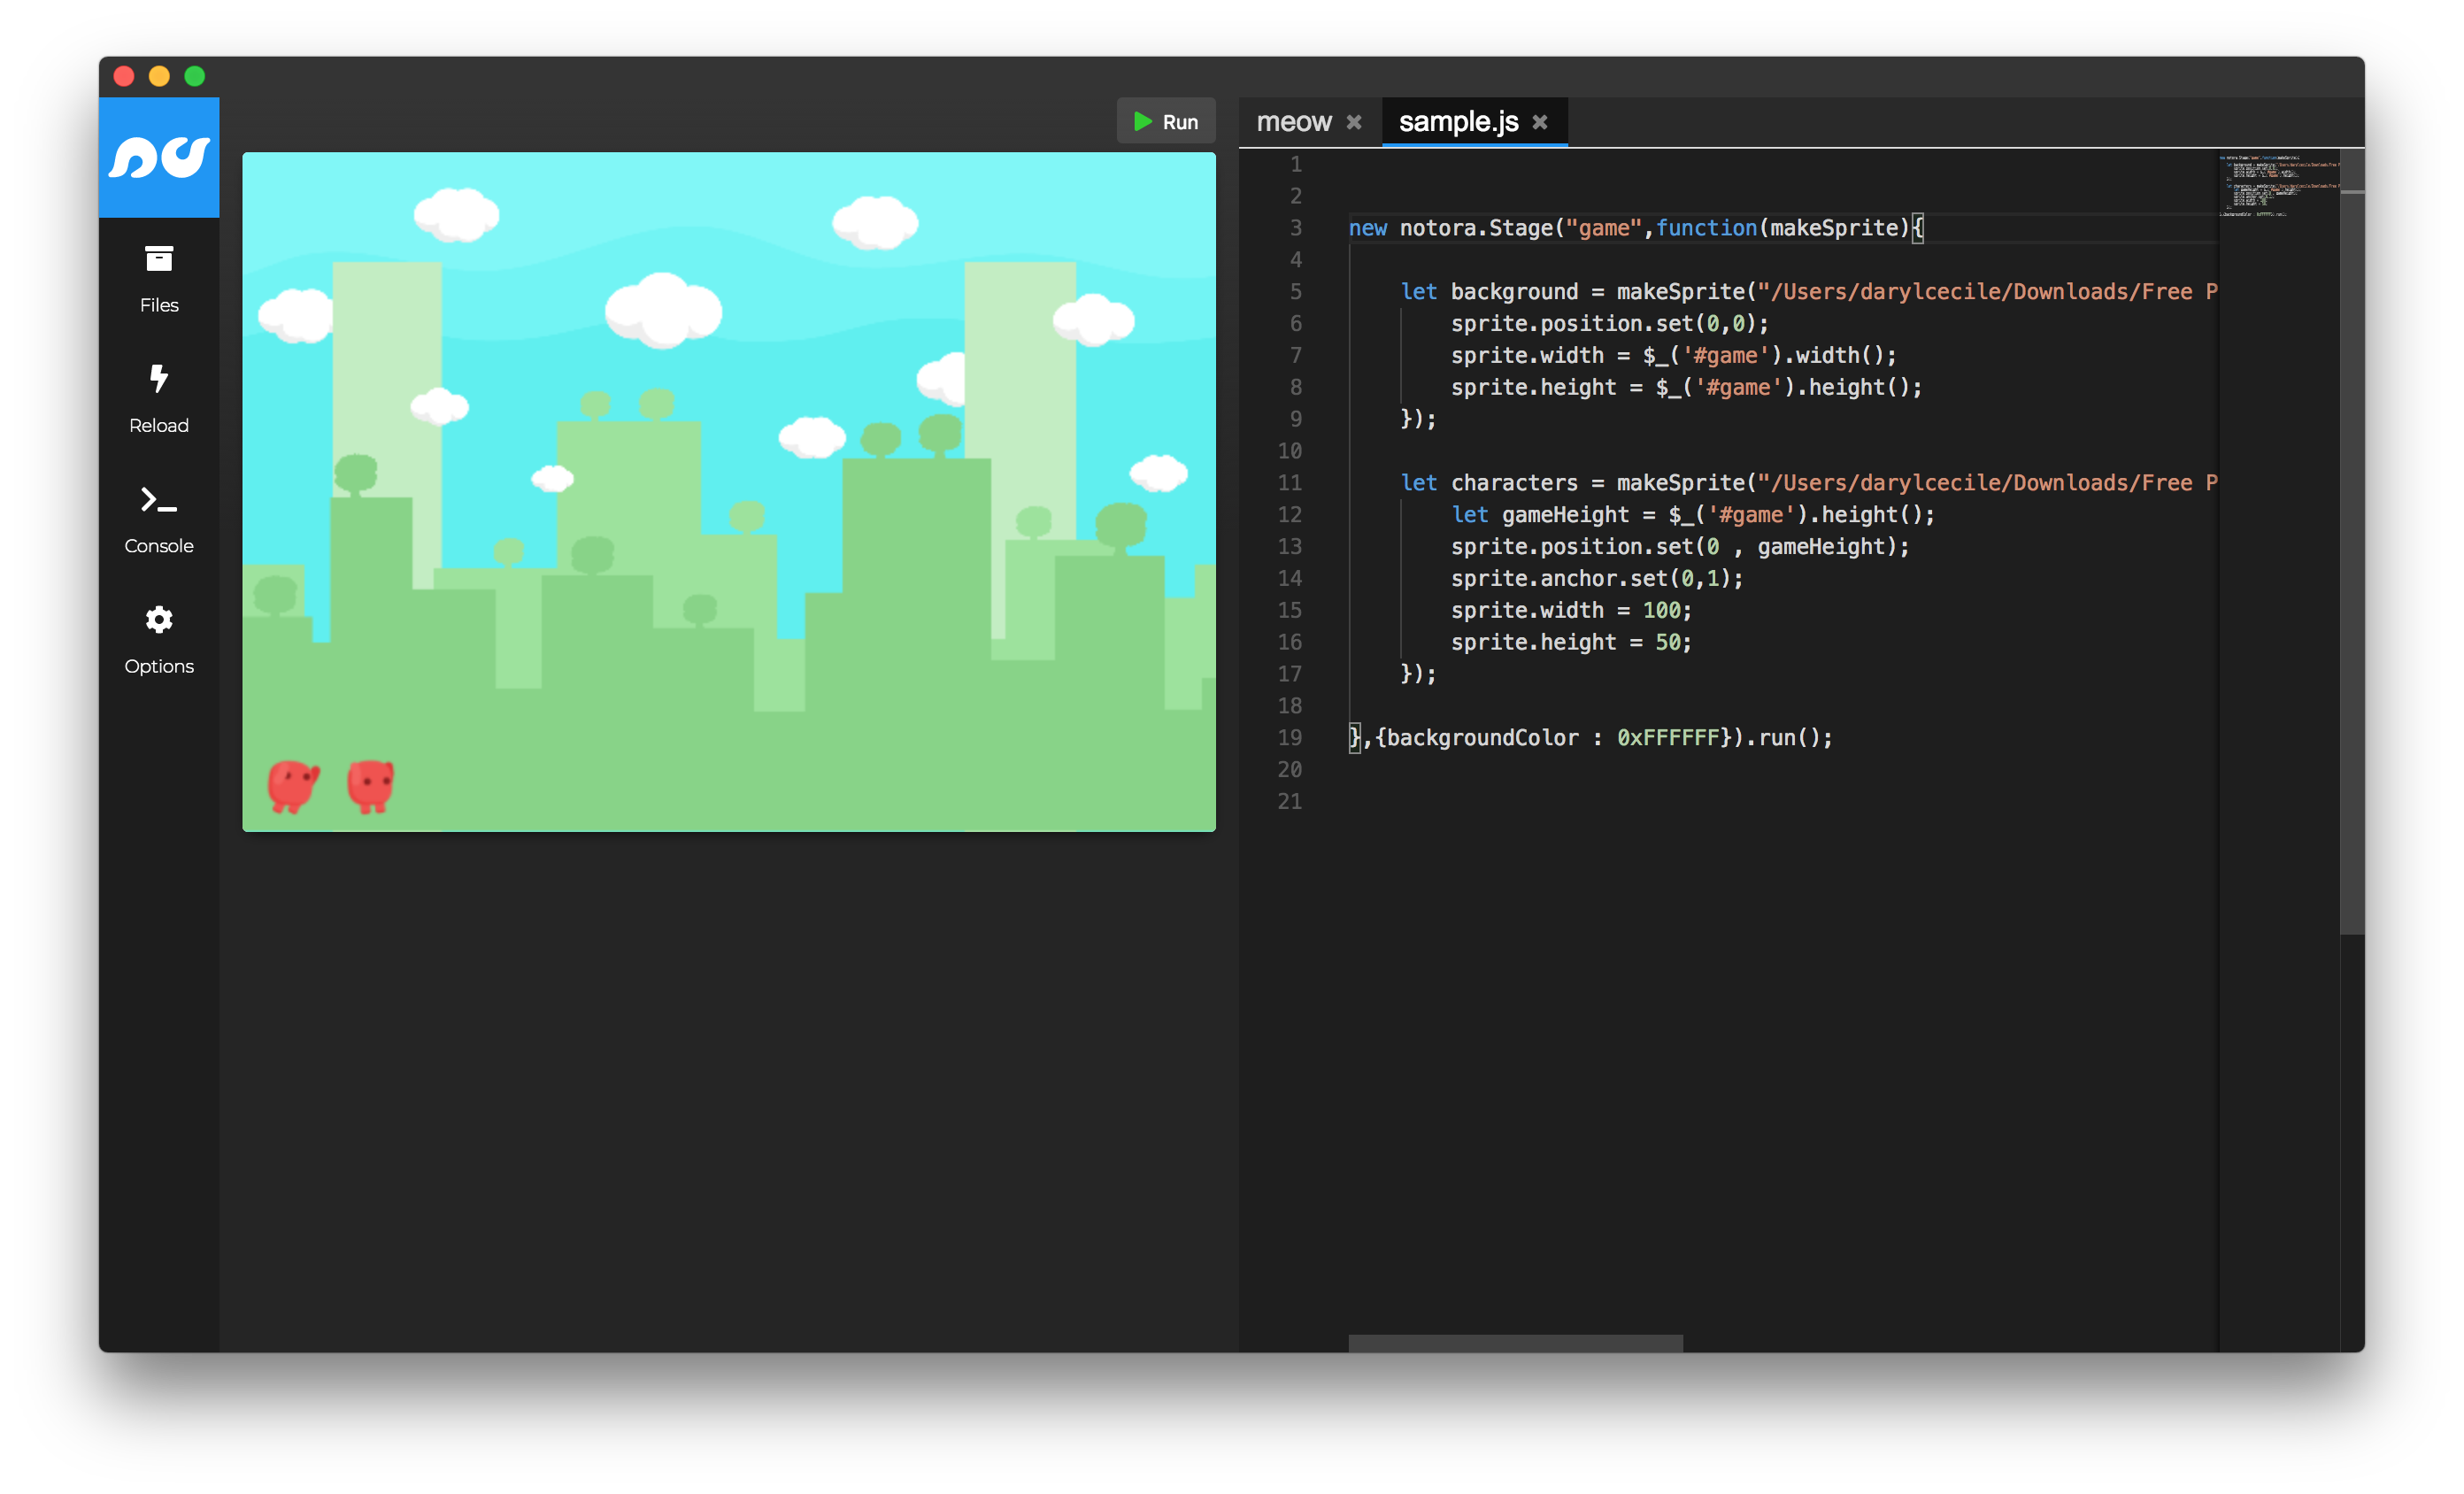 Run
Files
Reload
Console
Options
meow
sample.js
1
2
3 new notora.Stage("game",function(makeSprite){
4
5 let background = makeSprite("/Users/darylcecile/Downloads/Free P
6 sprite.position.set(0,0);
7 sprite.width = $_('#game').width();
8 sprite.height = $_('#game').height();
9 });
10
11 let characters = makeSprite("/Users/darylcecile/Downloads/Free P
12 let gameHeight = $_('#game').height();
13 sprite.position.set(0 , gameHeight);
14 sprite.anchor.set(0,1);
15 sprite.width = 100;
16 sprite.height = 50;
17 });
18
19 },{backgroundColor : 0xFFFFFF}).run();
20
21